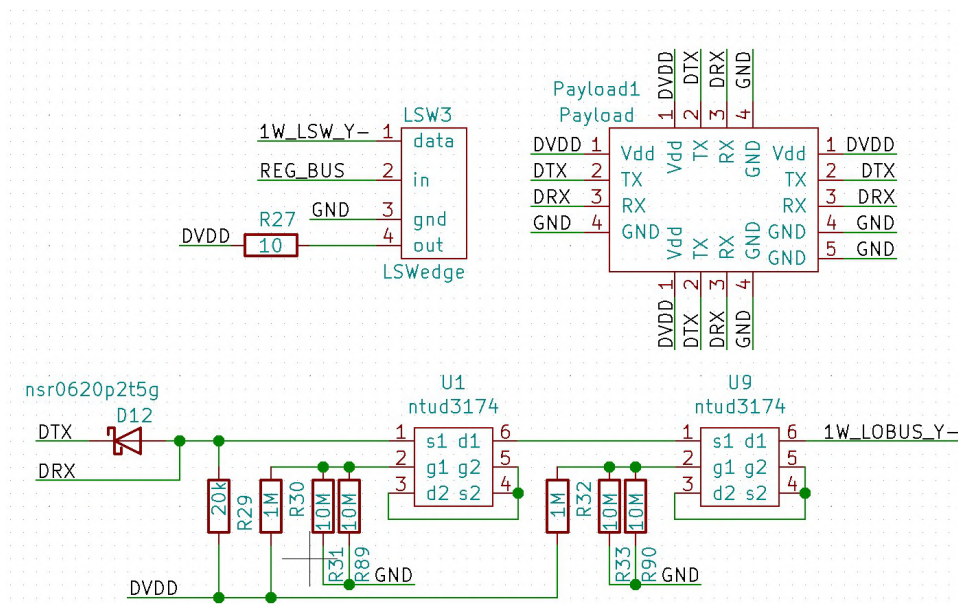 DVDD
DTX
DRX
GND
Payload1
Payload
1 2 3 4
LSW3
1W_LSW_Y- 1 data
REG_BUS 2 in
GND 3 gnd
R27
DVDD 10 4 out
LSWedge
Vdd TX RX GND
DVDD 1 Vdd Vdd 1 DVDD
DTX 2 TX TX 2 DTX
DRX 3 RX RX 3 DRX
GND 4 GND GND 4 GND
GND 5 GND
Vdd TX RX GND
1 2 3 4
DVDD
DTX
DRX
GND
nsr0620p2t5g
D12
DTX
DRX
U1
ntud3174
1 s1 d1 6
2 g1 g2 5
3 d2 s2 4
U9
ntud3174
1 s1 d1 6 1W_LOBUS_Y-
2 g1 g2 5
3 d2 s2 4
20k R29
1M R30
10M R31
10M R89
GND
1M R32
10M R33
10M R90
GND
DVDD